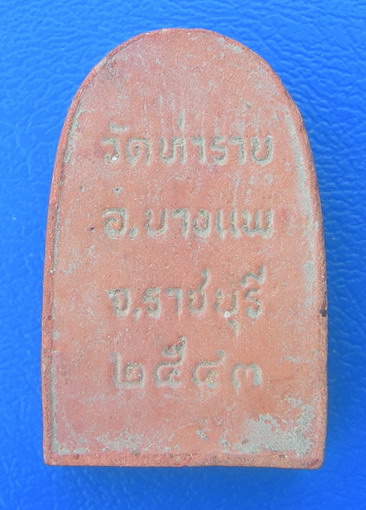 วัดท่าราบ
อ.บางแพ
จ.ราชบุรี
๒๕๔๓